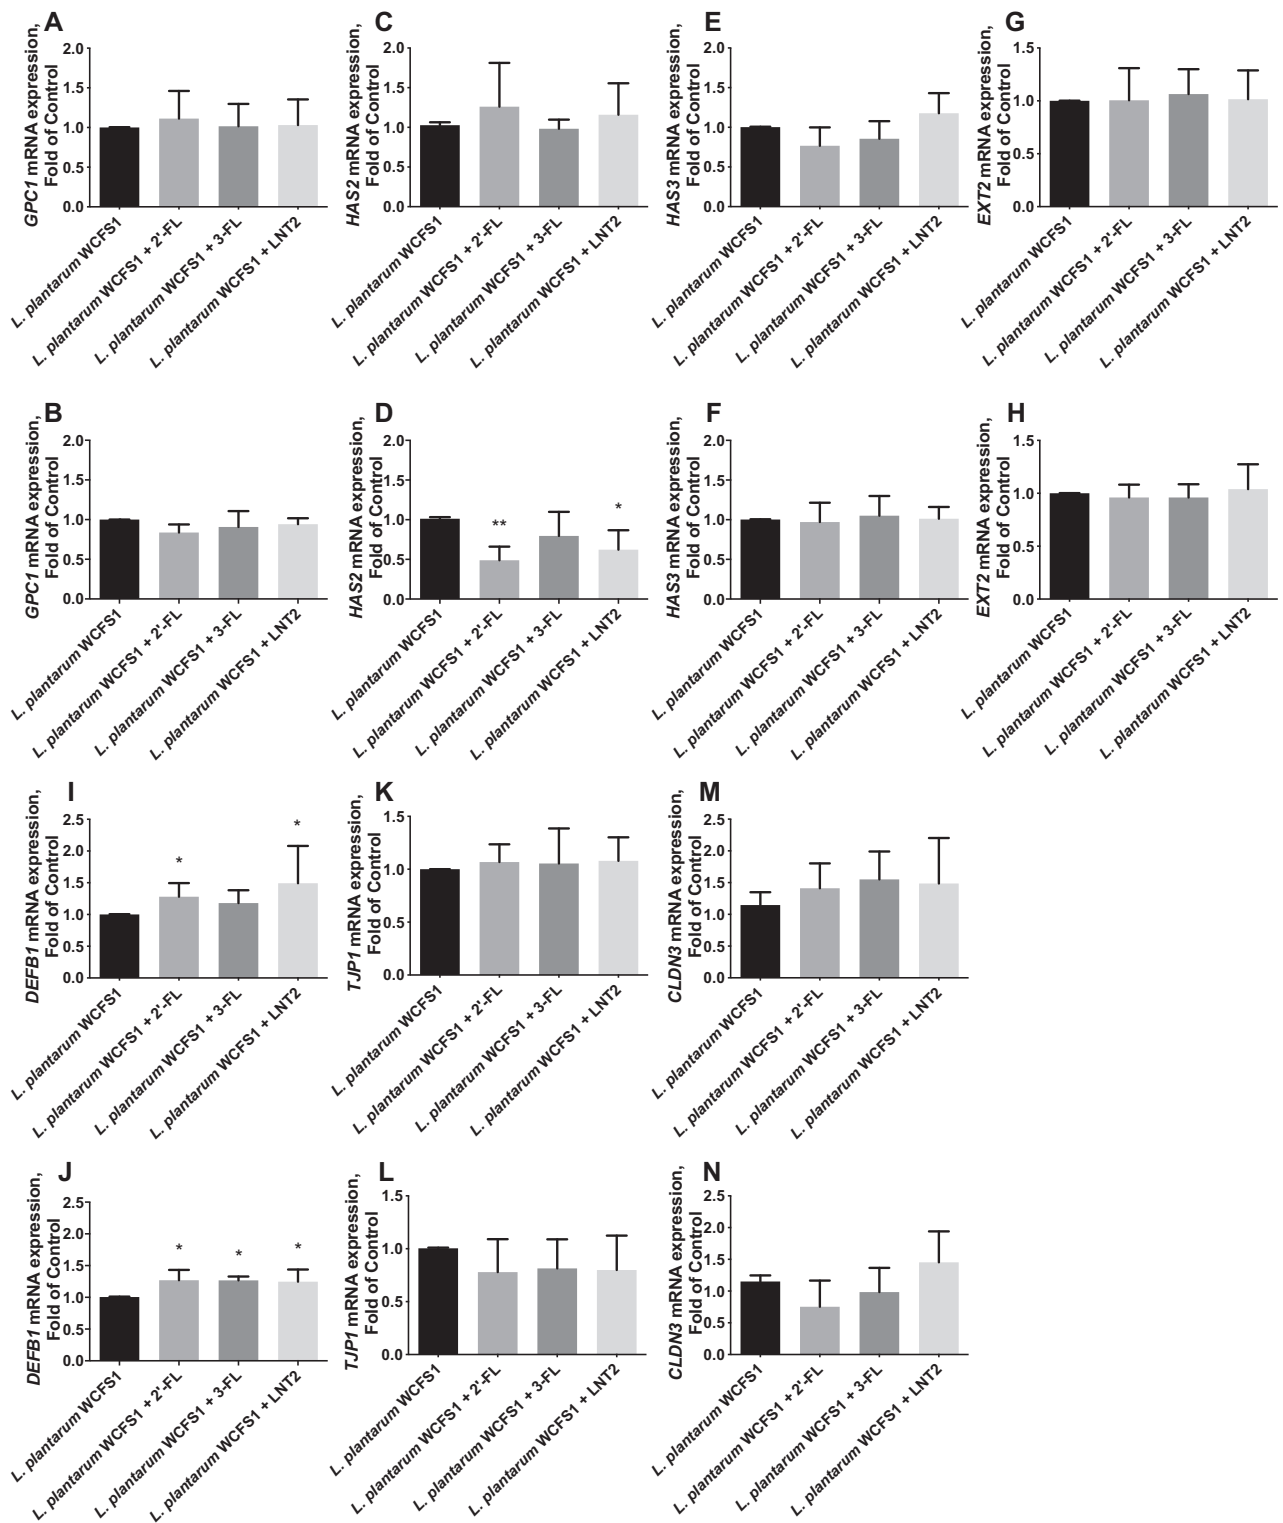 A
GPC1 mRNA expression,
Fold of Control
2.0
1.5
1.0
0.5
0.0
L. plantarum WCFS1
L. plantarum WCFS1 + 2'-FL
L. plantarum WCFS1 + 3-FL
L. plantarum WCFS1 + LNT2
C
HAS2 mRNA expression,
Fold of Control
2.0
1.5
1.0
0.5
0.0
L. plantarum WCFS1
L. plantarum WCFS1 + 2'-FL
L. plantarum WCFS1 + 3-FL
L. plantarum WCFS1 + LNT2
E
HAS3 mRNA expression,
Fold of Control
2.0
1.5
1.0
0.5
0.0
L. plantarum WCFS1
L. plantarum WCFS1 + 2'-FL
L. plantarum WCFS1 + 3-FL
L. plantarum WCFS1 + LNT2
G
EXT2 mRNA expression,
Fold of Control
1.5
1.0
0.5
0.0
L. plantarum WCFS1
L. plantarum WCFS1 + 2'-FL
L. plantarum WCFS1 + 3-FL
L. plantarum WCFS1 + LNT2
B
GPC1 mRNA expression,
Fold of Control
2.0
1.5
1.0
0.5
0.0
L. plantarum WCFS1
L. plantarum WCFS1 + 2'-FL
L. plantarum WCFS1 + 3-FL
L. plantarum WCFS1 + LNT2
D
HAS2 mRNA expression,
Fold of Control
2.0
1.5
1.0
0.5
0.0
**
*
L. plantarum WCFS1
L. plantarum WCFS1 + 2'-FL
L. plantarum WCFS1 + 3-FL
L. plantarum WCFS1 + LNT2
F
HAS3 mRNA expression,
Fold of Control
2.0
1.5
1.0
0.5
0.0
L. plantarum WCFS1
L. plantarum WCFS1 + 2'-FL
L. plantarum WCFS1 + 3-FL
L. plantarum WCFS1 + LNT2
H
EXT2 mRNA expression,
Fold of Control
1.5
1.0
0.5
0.0
L. plantarum WCFS1
L. plantarum WCFS1 + 2'-FL
L. plantarum WCFS1 + 3-FL
L. plantarum WCFS1 + LNT2
I
DEFB1 mRNA expression,
Fold of Control
2.5
2.0
1.5
1.0
0.5
0.0
*
*
L. plantarum WCFS1
L. plantarum WCFS1 + 2'-FL
L. plantarum WCFS1 + 3-FL
L. plantarum WCFS1 + LNT2
K
TJP1 mRNA expression,
Fold of Control
1.5
1.0
0.5
0.0
L. plantarum WCFS1
L. plantarum WCFS1 + 2'-FL
L. plantarum WCFS1 + 3-FL
L. plantarum WCFS1 + LNT2
M
CLDN3 mRNA expression,
Fold of Control
2.5
2.0
1.5
1.0
0.5
0.0
L. plantarum WCFS1
L. plantarum WCFS1 + 2'-FL
L. plantarum WCFS1 + 3-FL
L. plantarum WCFS1 + LNT2
J
DEFB1 mRNA expression,
Fold of Control
2.5
2.0
1.5
1.0
0.5
0.0
*
*
*
L. plantarum WCFS1
L. plantarum WCFS1 + 2'-FL
L. plantarum WCFS1 + 3-FL
L. plantarum WCFS1 + LNT2
L
TJP1 mRNA expression,
Fold of Control
1.5
1.0
0.5
0.0
L. plantarum WCFS1
L. plantarum WCFS1 + 2'-FL
L. plantarum WCFS1 + 3-FL
L. plantarum WCFS1 + LNT2
N
CLDN3 mRNA expression,
Fold of Control
2.5
2.0
1.5
1.0
0.5
0.0
L. plantarum WCFS1
L. plantarum WCFS1 + 2'-FL
L. plantarum WCFS1 + 3-FL
L. plantarum WCFS1 + LNT2